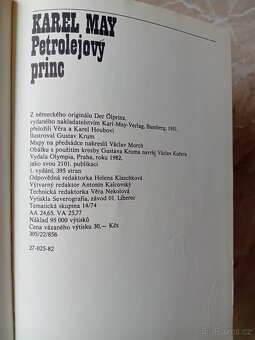 KAREL MAY
Petrolejový
princ
Z německého originálu Der Ölprinz,
vydaného nakladatelstvím Karl-May-Verlag, Bamberg, 1951,
přeložili Věra a Karel Houbovi
Ilustroval Gustav Krum
Mapy na předsádce nakreslil Václav Morch
Obálku s použitím kresby Gustava Kruma navrhl Václav Kučera
Vydala Olympia, Praha, roku 1982,
jako svou 2101. publikaci
1. vydání, 395 stran
Odpovědná redaktorka Helena Klaschková
Výtvarný redaktor Antonín Kalcovský
Technická redaktorka Věra Nekolová
Vytiskla Severografia, závod 01, Liberec
Tematická skupina 14/74
AA 24,65. VA 25,77
Náklad 95 000 výtisků
Cena vázaného výtisku 30,— Kčs
305/22/856
27-025-82
Bazoš.cz